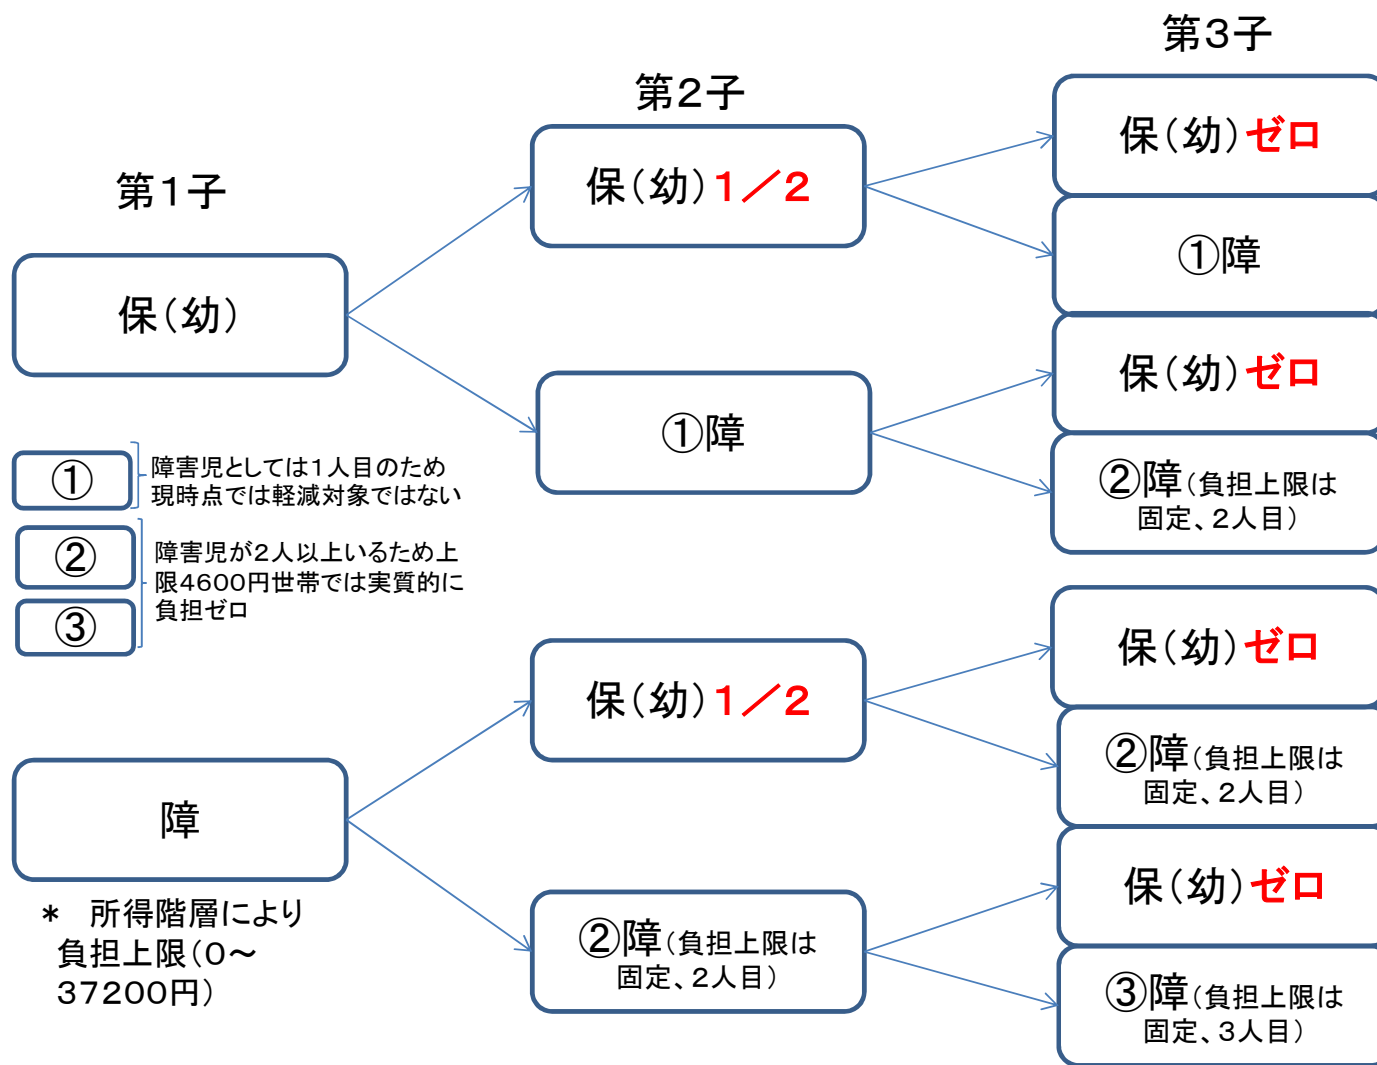 第1子
保(幼)
第2子
保(幼)1/2
①障
第3子
保(幼)ゼロ
①障
保(幼)ゼロ
②障(負担上限は
固定、2人目)
①
障害児としては1人目のため
現時点では軽減対象ではない
②
③
障害児が2人以上いるため上
限4600円世帯では実質的に
負担ゼロ
障
* 所得階層により
負担上限(0~
37200円)
保(幼)1/2
②障(負担上限は
固定、2人目)
保(幼)ゼロ
②障(負担上限は
固定、2人目)
保(幼)ゼロ
③障(負担上限は
固定、3人目)